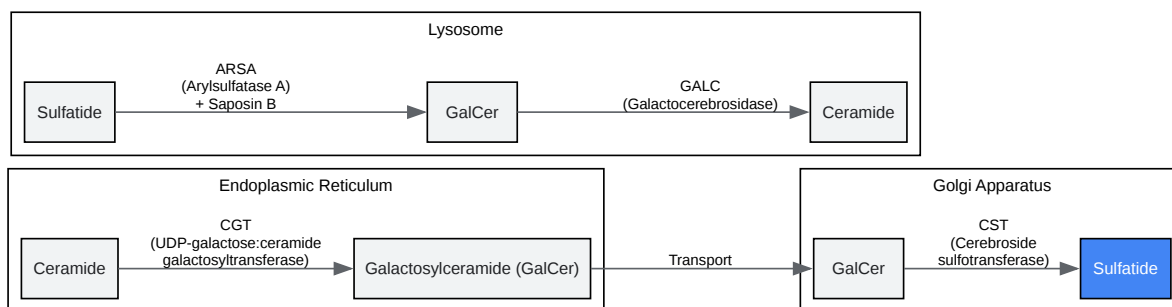 Lysosome
ARSA
(Arylsulfatase A)
+ Saposin B
GALC
(Galactocerebrosidase)
Sulfatide
GalCer
Ceramide
Endoplasmic Reticulum
Golgi Apparatus
CGT
(UDP-galactose:ceramide
galactosyltransferase)
CST
(Cerebroside
sulfotransferase)
Ceramide
Galactosylceramide (GalCer)
Transport
GalCer
Sulfatide